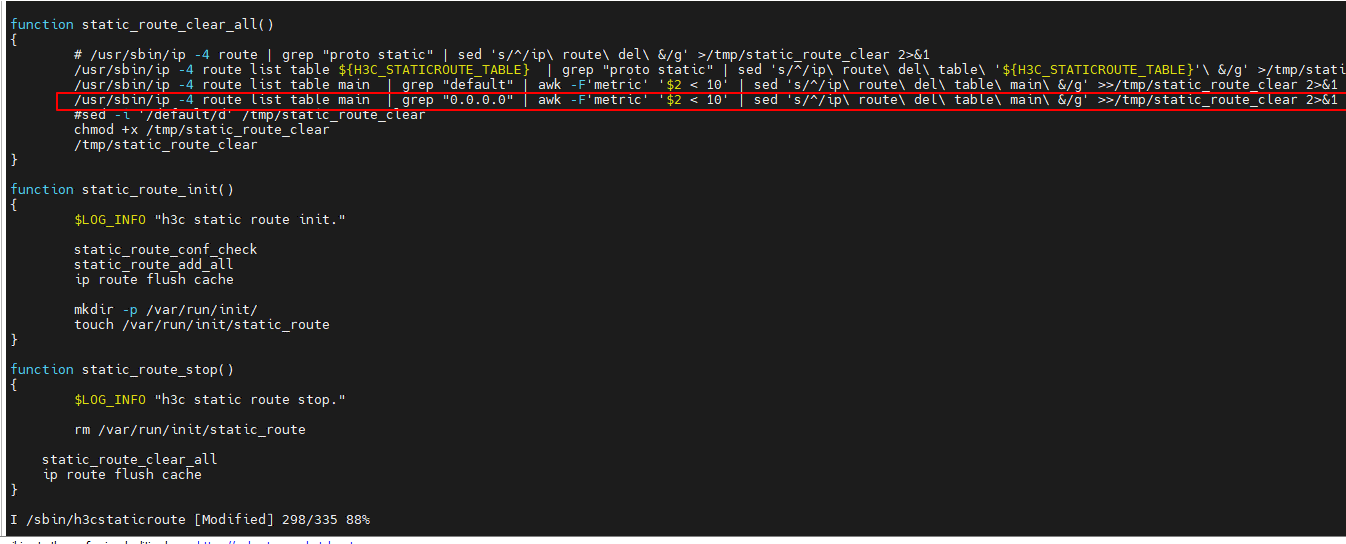 function static_route_clear_all()
{
        # /usr/sbin/ip -4 route | grep "proto static" | sed 's/^/ip\ route\ del\ &/g' >/tmp/static_route_clear 2>&1
        /usr/sbin/ip -4 route list table ${H3C_STATICROUTE_TABLE}  | grep "proto static" | sed 's/^/ip\ route\ del\ table\ '${H3C_STATICROUTE_TABLE}'\ &/g' >/tmp/stati
        /usr/sbin/ip -4 route list table main  | grep "default" | awk -F'metric' '$2 < 10' | sed 's/^/ip\ route\ del\ table\ main\ &/g' >>/tmp/static_route_clear 2>&1
        /usr/sbin/ip -4 route list table main  | grep "0.0.0.0" | awk -F'metric' '$2 < 10' | sed 's/^/ip\ route\ del\ table\ main\ &/g' >>/tmp/static_route_clear 2>&1
        #sed -i '/default/d' /tmp/static_route_clear
        chmod +x /tmp/static_route_clear
        /tmp/static_route_clear
}
function static_route_init()
{
        $LOG_INFO "h3c static route init."
        static_route_conf_check
        static_route_add_all
        ip route flush cache
        mkdir -p /var/run/init/
        touch /var/run/init/static_route
}
function static_route_stop()
{
        $LOG_INFO "h3c static route stop."
        rm /var/run/init/static_route
    static_route_clear_all
    ip route flush cache
}
I /sbin/h3cstaticroute [Modified] 298/335 88%